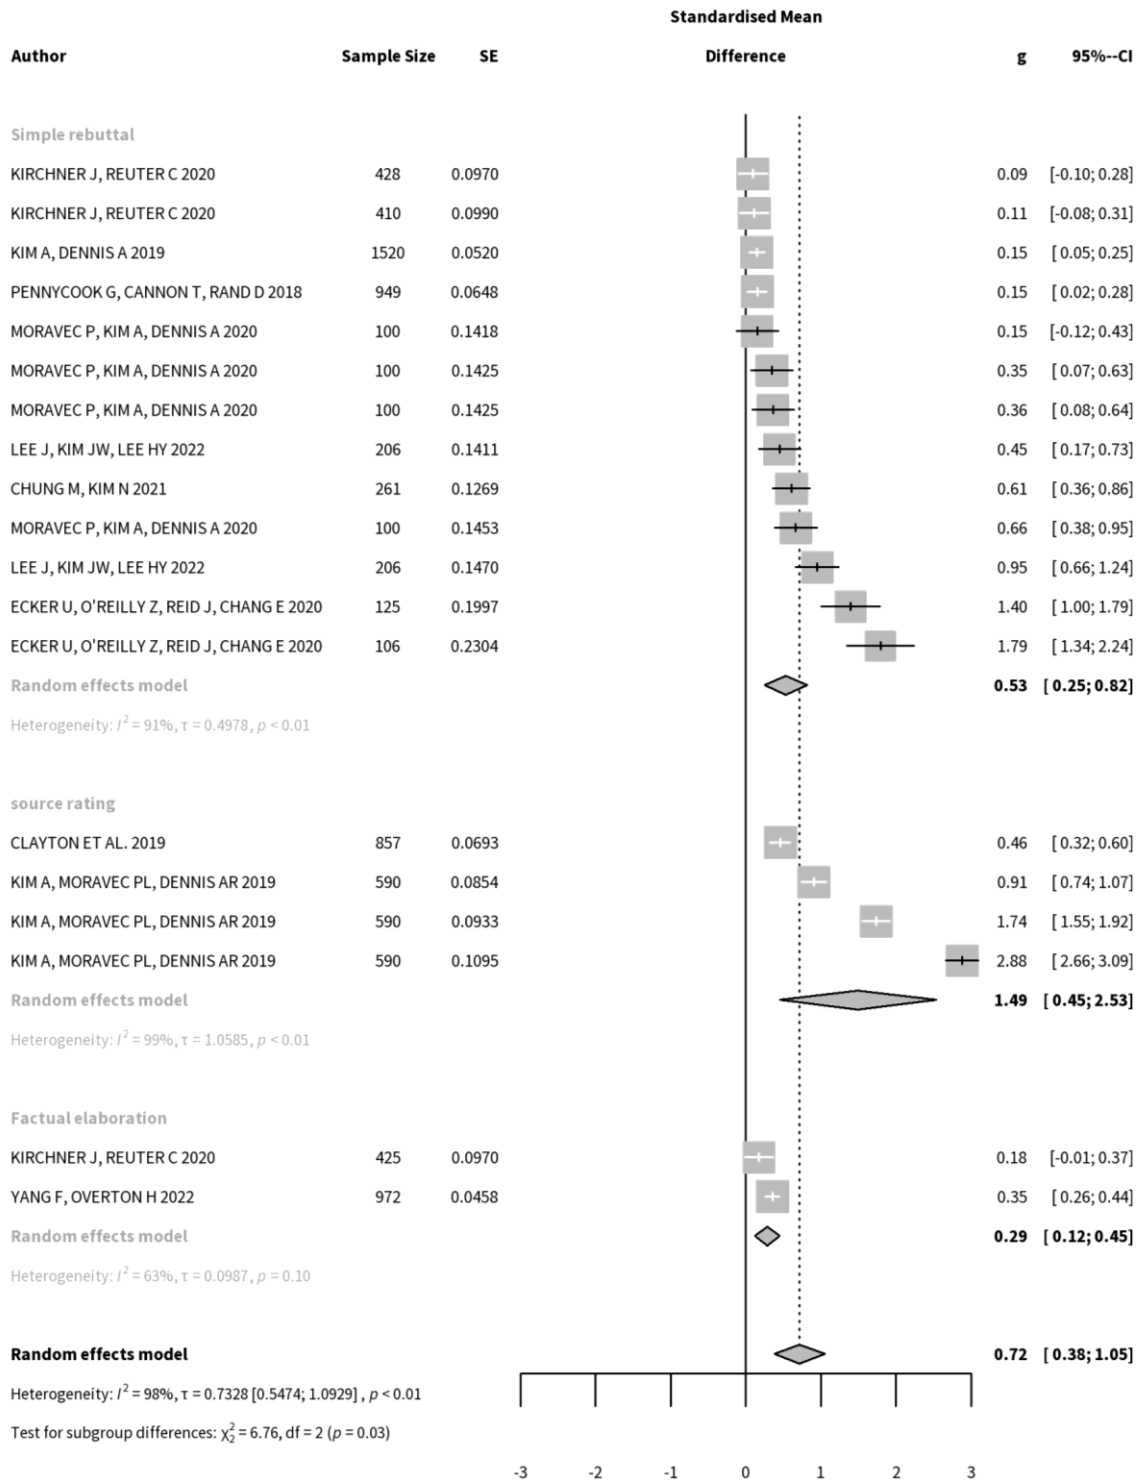 Standardised Mean
Author Sample Size SE Difference g 95%--CI
Simple rebuttal
KIRCHNER J, REUTER C 2020 428 0.0970 0.09 [-0.10; 0.28]
KIRCHNER J, REUTER C 2020 410 0.0990 0.11 [-0.08; 0.31]
KIM A, DENNIS A 2019 1520 0.0520 0.15 [ 0.05; 0.25]
PENNYCOOK G, CANNON T, RAND D 2018 949 0.0648 0.15 [ 0.02; 0.28]
MORAVEC P, KIM A, DENNIS A 2020 100 0.1418 0.15 [-0.12; 0.43]
MORAVEC P, KIM A, DENNIS A 2020 100 0.1425 0.35 [ 0.07; 0.63]
MORAVEC P, KIM A, DENNIS A 2020 100 0.1425 0.36 [ 0.08; 0.64]
LEE J, KIM JW, LEE HY 2022 206 0.1411 0.45 [ 0.17; 0.73]
CHUNG M, KIM N 2021 261 0.1269 0.61 [ 0.36; 0.86]
MORAVEC P, KIM A, DENNIS A 2020 100 0.1453 0.66 [ 0.38; 0.95]
LEE J, KIM JW, LEE HY 2022 206 0.1470 0.95 [ 0.66; 1.24]
ECKER U, O'REILLY Z, REID J, CHANG E 2020 125 0.1997 1.40 [ 1.00; 1.79]
ECKER U, O'REILLY Z, REID J, CHANG E 2020 106 0.2304 1.79 [ 1.34; 2.24]
Random effects model 0.53 [ 0.25; 0.82]
Heterogeneity: I² = 91%, τ = 0.4978, p < 0.01
source rating
CLAYTON ET AL. 2019 857 0.0693 0.46 [ 0.32; 0.60]
KIM A, MORAVEC PL, DENNIS AR 2019 590 0.0854 0.91 [ 0.74; 1.07]
KIM A, MORAVEC PL, DENNIS AR 2019 590 0.0933 1.74 [ 1.55; 1.92]
KIM A, MORAVEC PL, DENNIS AR 2019 590 0.1095 2.88 [ 2.66; 3.09]
Random effects model 1.49 [ 0.45; 2.53]
Heterogeneity: I² = 99%, τ = 1.0585, p < 0.01
Factual elaboration
KIRCHNER J, REUTER C 2020 425 0.0970 0.18 [-0.01; 0.37]
YANG F, OVERTON H 2022 972 0.0458 0.35 [ 0.26; 0.44]
Random effects model 0.29 [ 0.12; 0.45]
Heterogeneity: I² = 63%, τ = 0.0987, p = 0.10
Random effects model 0.72 [ 0.38; 1.05]
Heterogeneity: I² = 98%, τ = 0.7328 [0.5474; 1.0929] , p < 0.01
Test for subgroup differences: χ²₂ = 6.76, df = 2 (p = 0.03)
-3 -2 -1 0 1 2 3